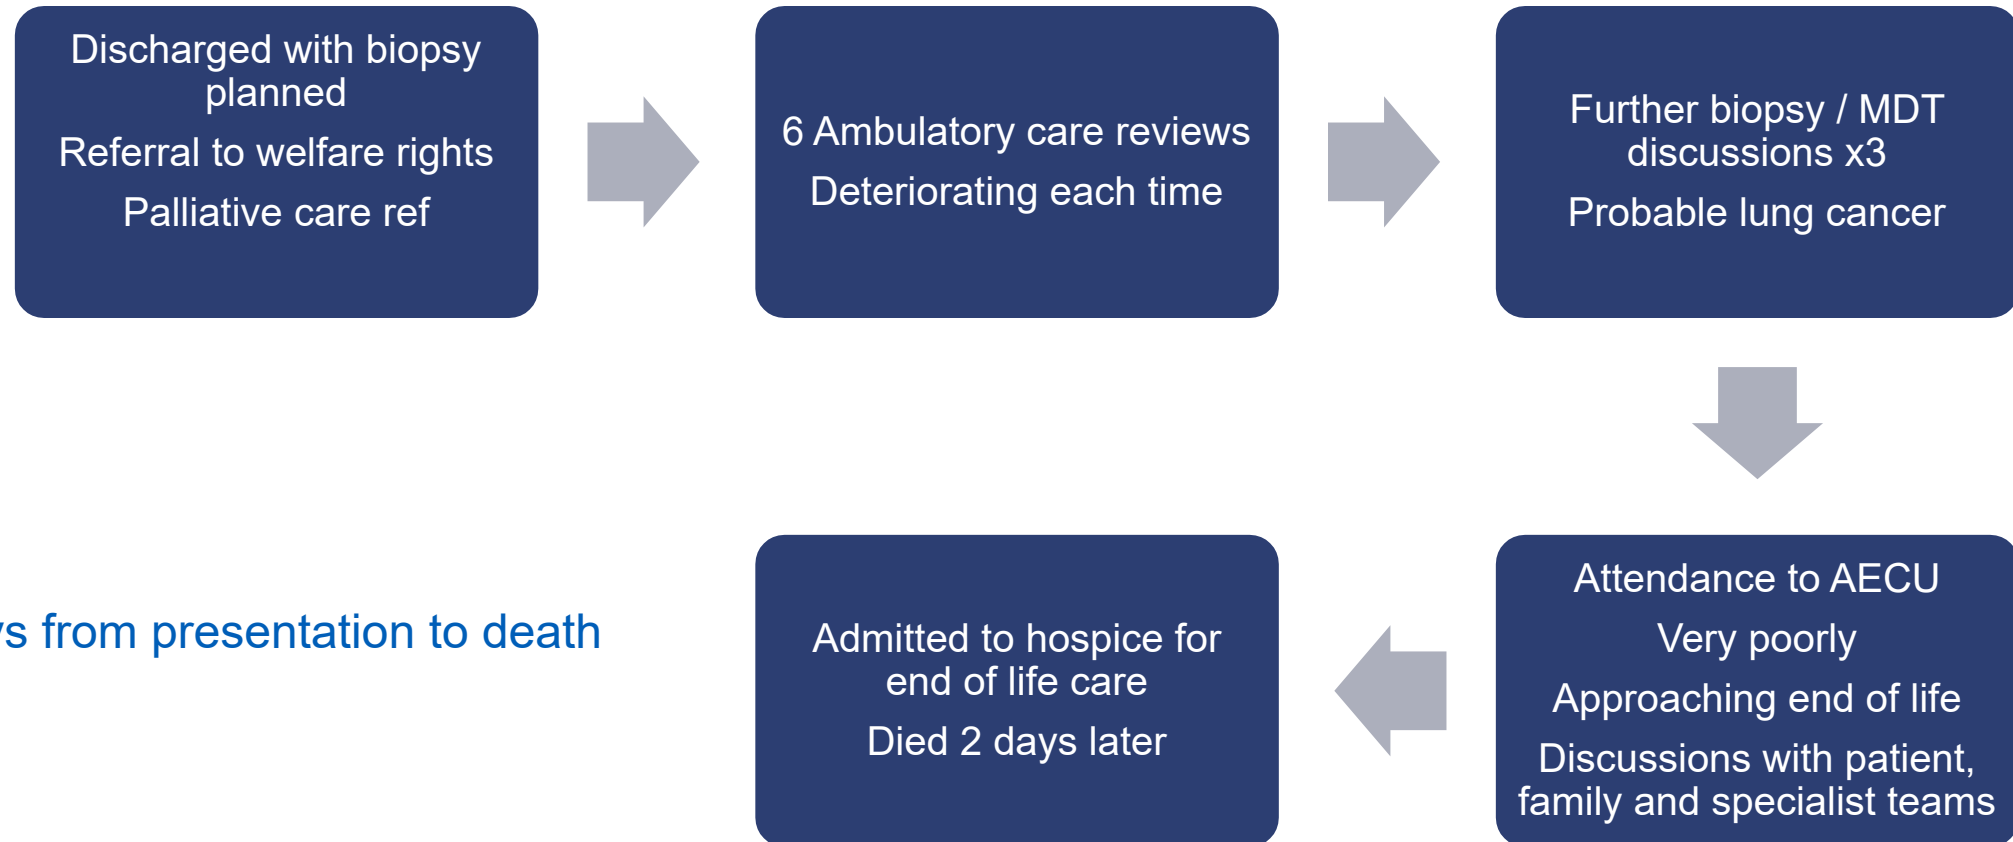 Discharged with biopsy
planned
Referral to welfare rights
Palliative care ref
6 Ambulatory care reviews
Deteriorating each time
Further biopsy / MDT
discussions x3
Probable lung cancer
Attendance to AECU
Very poorly
Approaching end of life
Discussions with patient,
family and specialist teams
Admitted to hospice for
end of life care
Died 2 days later
from presentation to death